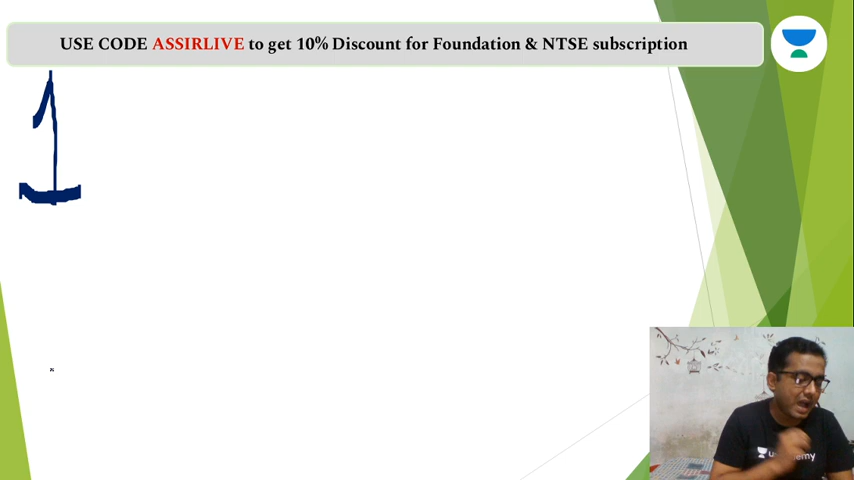 USE CODE ASSIRLIVE to get 10% Discount for Foundation & NTSE subscription
1